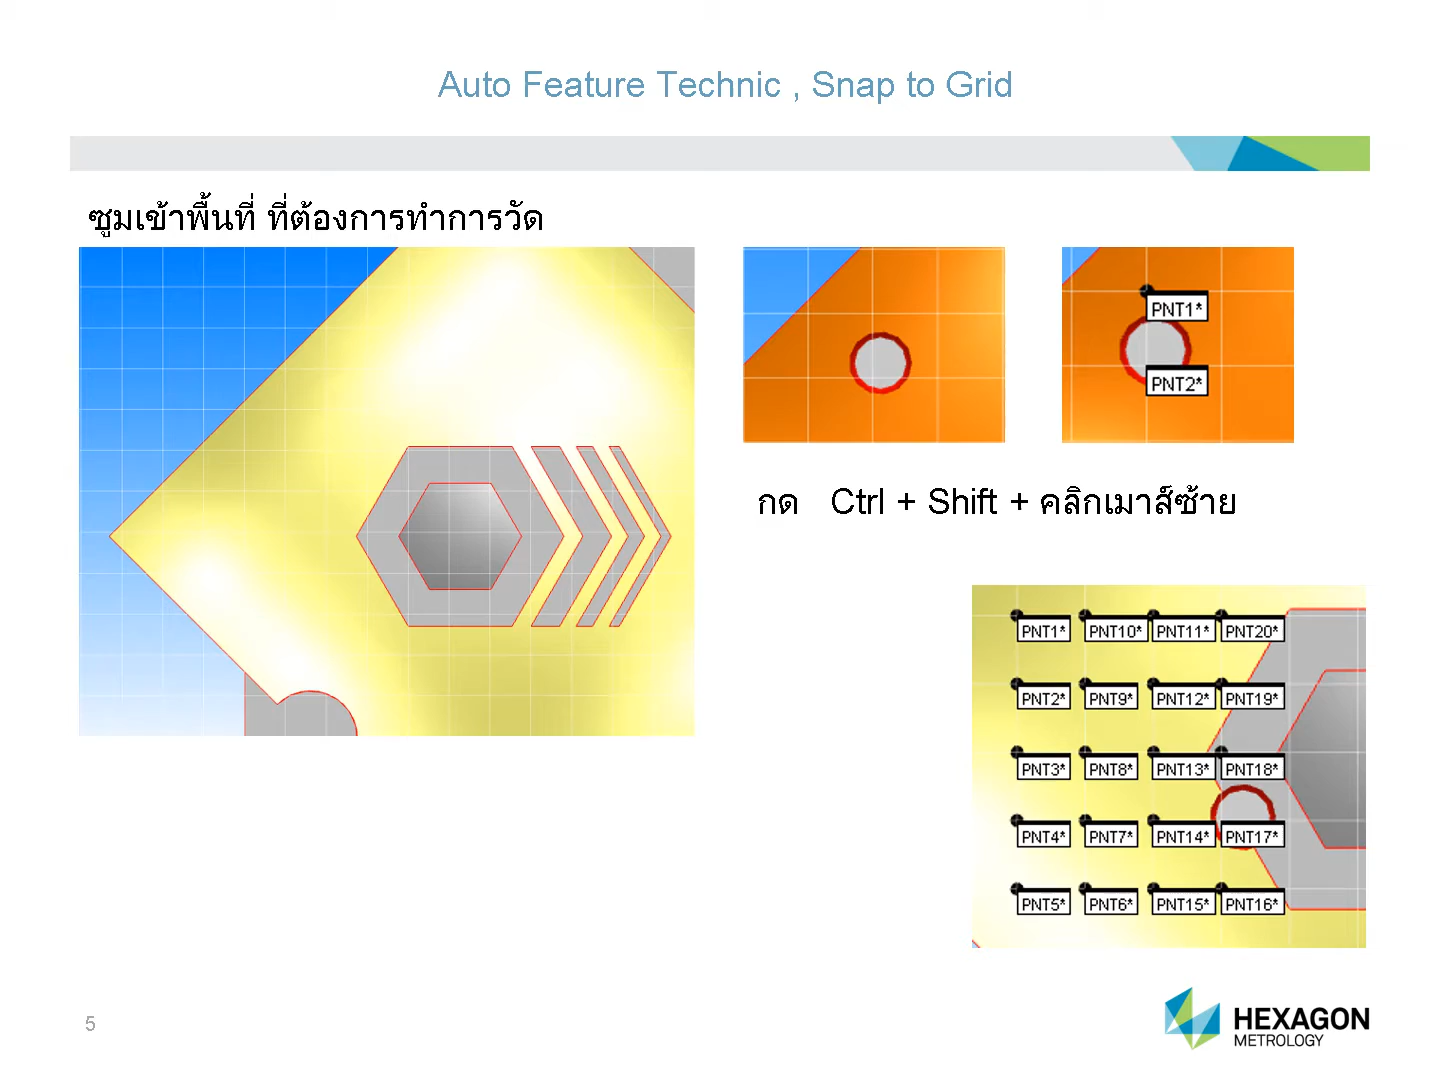 Auto Feature Technic , Snap to Grid
ซูมเข้าพื้นที่ ที่ต้องการทำการวัด
PNT1*
PNT2*
กด Ctrl + Shift + คลิกเมาส์ซ้าย
PNT1* PNT10* PNT11* PNT20*
PNT2* PNT9* PNT12* PNT19*
PNT3* PNT8* PNT13* PNT18*
PNT4* PNT7* PNT14* PNT17*
PNT5* PNT6* PNT15* PNT16*
5
HEXAGON
METROLOGY